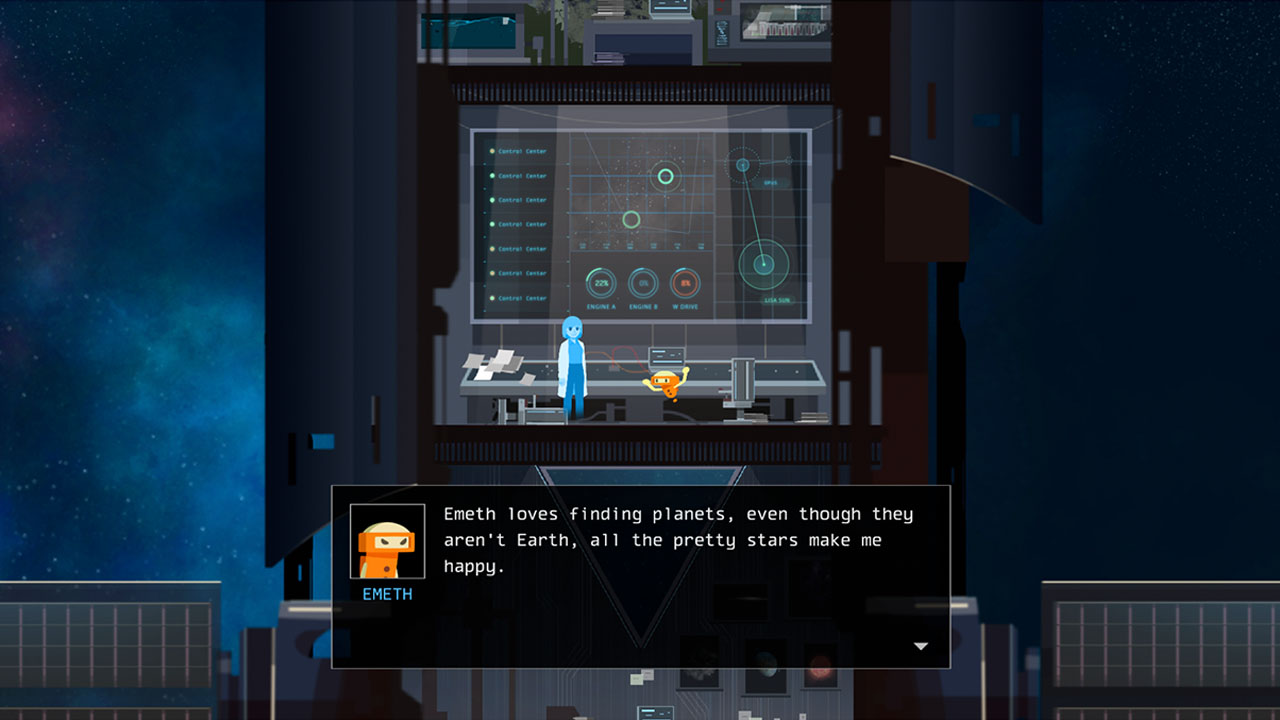 Control Center
Control Center
OPUS
Control Center
Control Center
Control Center
Control Center
22%
0%
8%
Control Center
LISA SUN
ENGINE A ENGINE B W DRIVE
Emeth loves finding planets, even though they
aren't Earth, all the pretty stars make me
happy.
EMETH